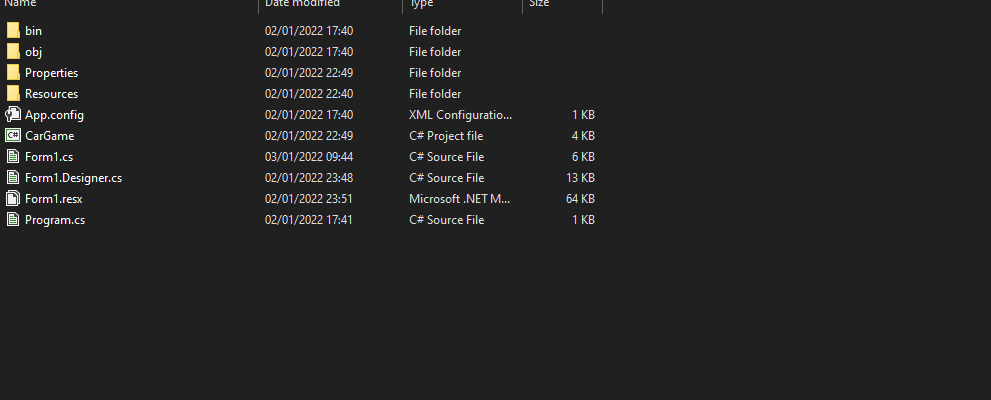 Name Date modified Type Size
bin 02/01/2022 17:40 File folder
obj 02/01/2022 17:40 File folder
Properties 02/01/2022 22:49 File folder
Resources 02/01/2022 22:40 File folder
App.config 02/01/2022 17:40 XML Configuratio... 1 KB
C# CarGame 02/01/2022 22:49 C# Project file 4 KB
Form1.cs 03/01/2022 09:44 C# Source File 6 KB
Form1.Designer.cs 02/01/2022 23:48 C# Source File 13 KB
Form1.resx 02/01/2022 23:51 Microsoft .NET M... 64 KB
Program.cs 02/01/2022 17:41 C# Source File 1 KB